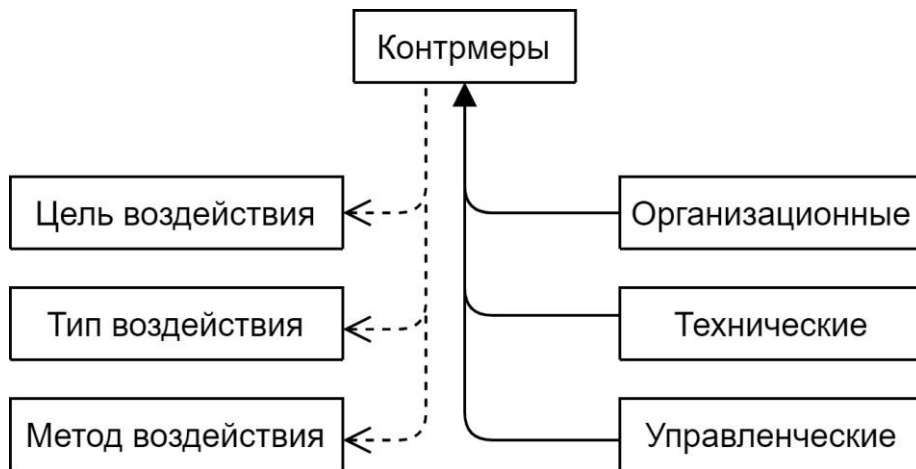 Контрмеры
Цель воздействия
Организационные
Тип воздействия
Технические
Метод воздействия
Управленческие